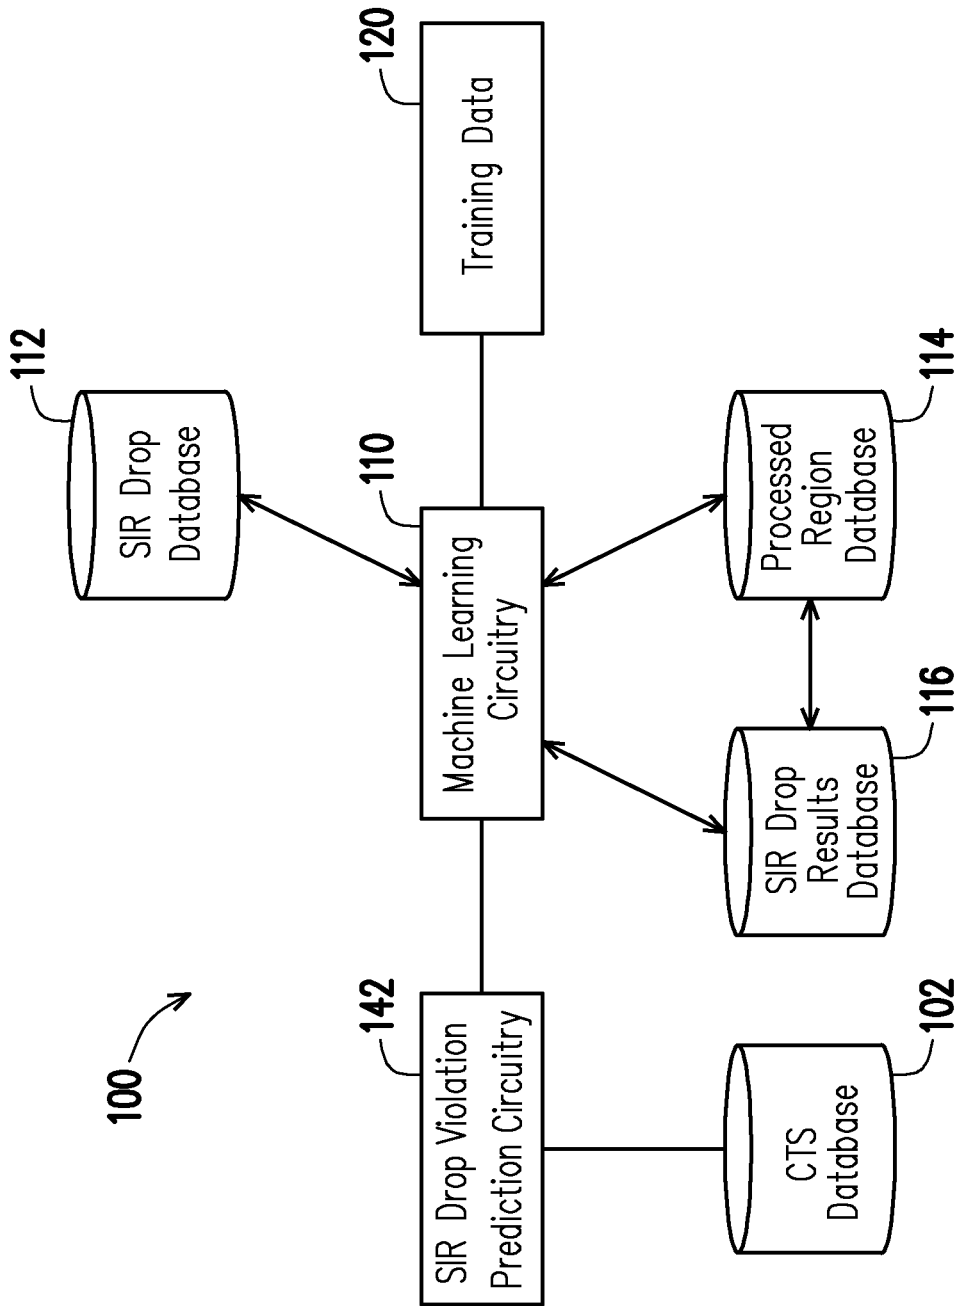 100
112
SIR Drop
Database
142
SIR Drop Violation
Prediction Circuitry
110
Machine Learning
Circuitry
120
Training Data
CTS
Database
102
SIR Drop
Results
Database
116
Processed
Region
Database
114